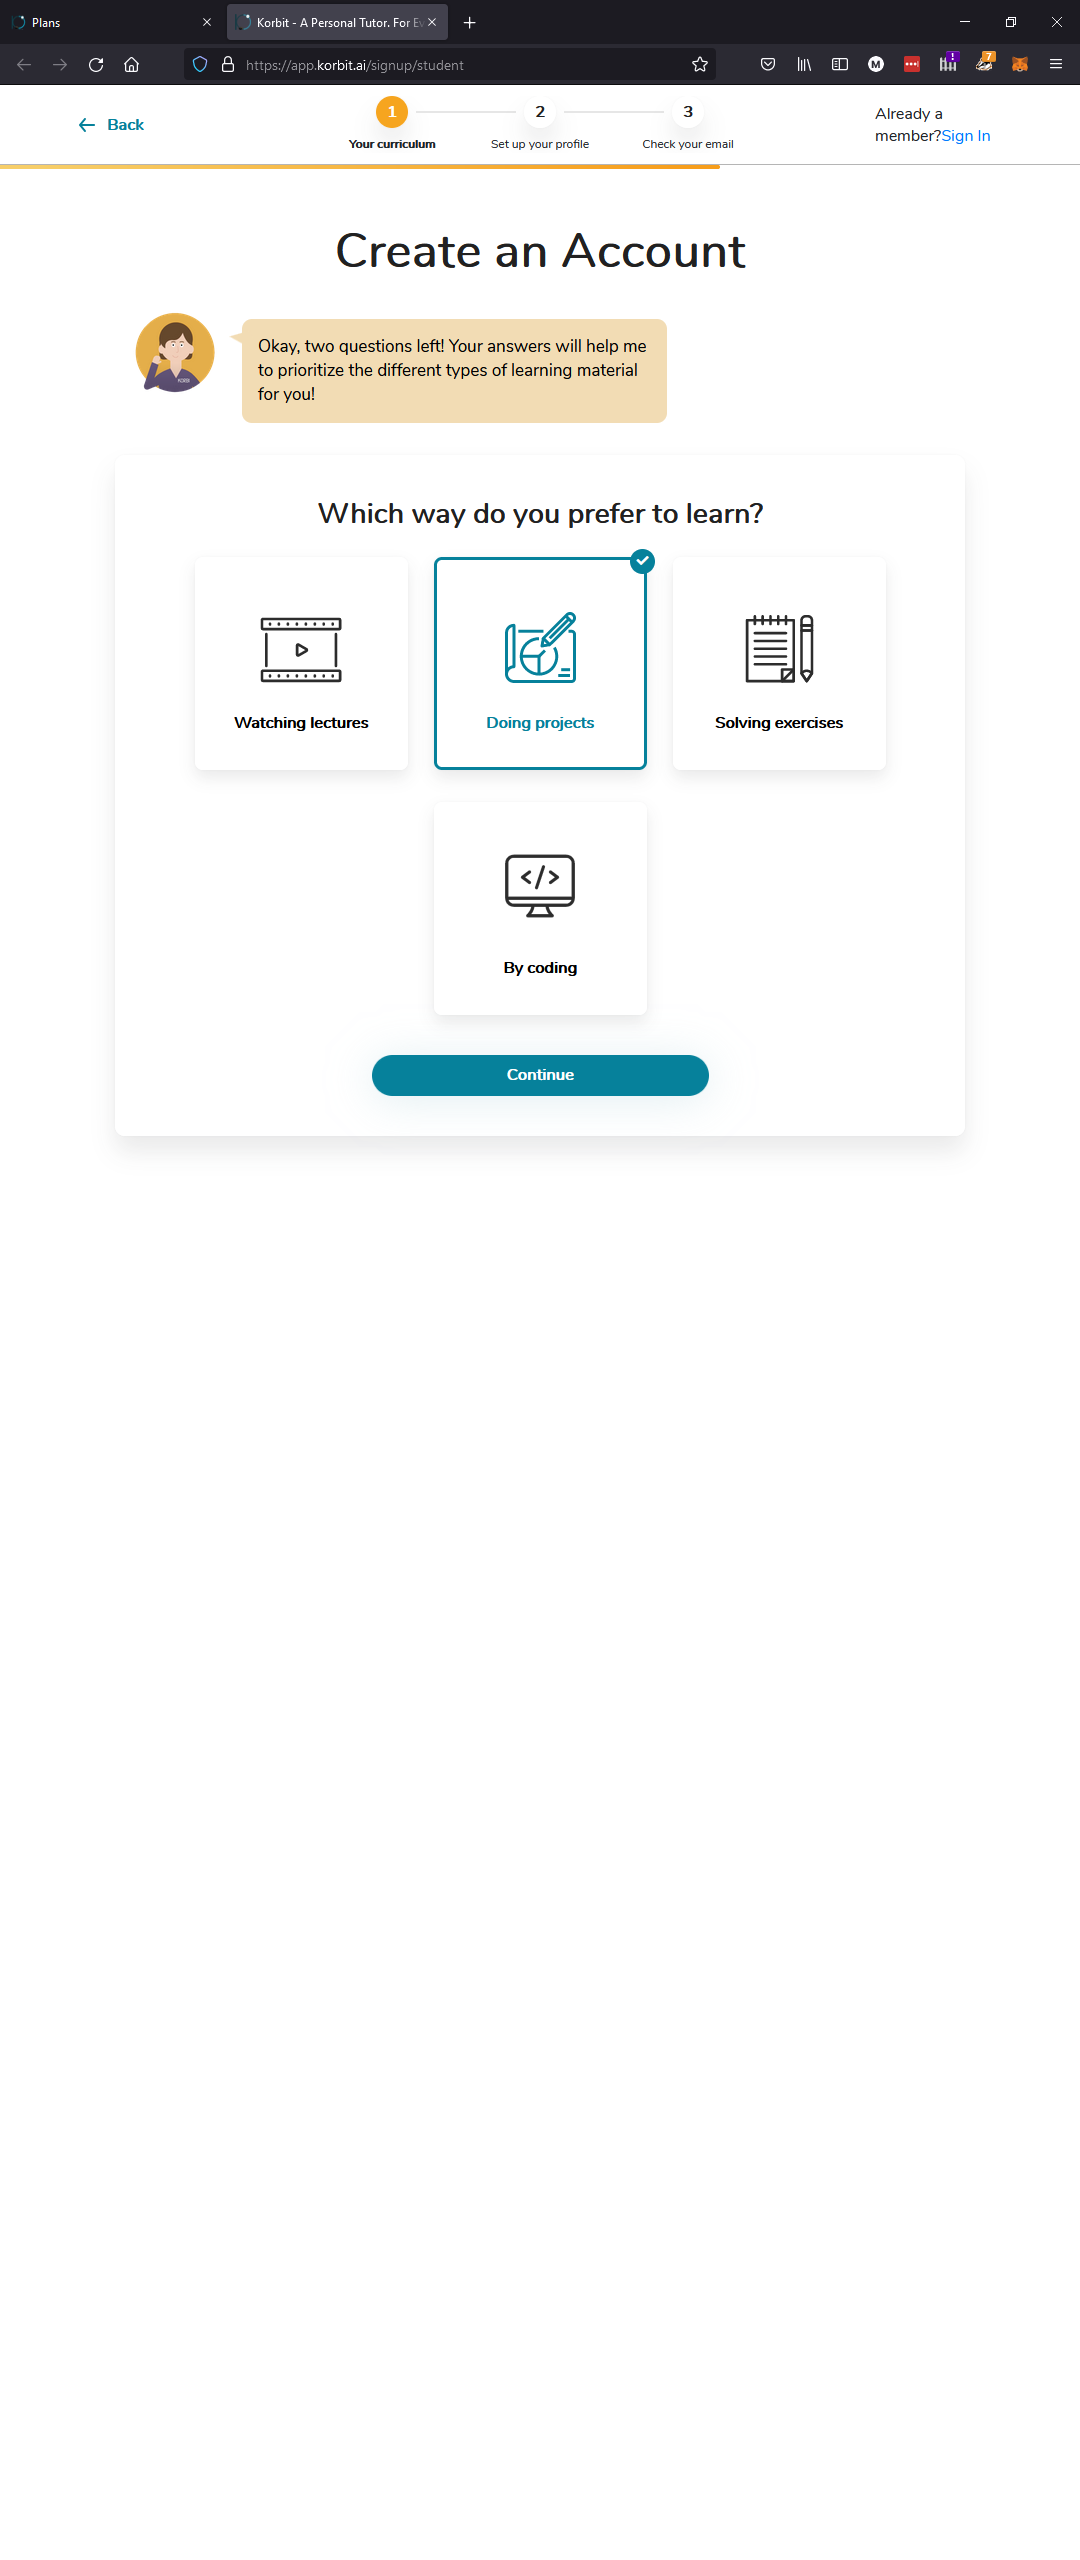 Plans
Korbit - A Personal Tutor. For Ev
https://app.korbit.ai/signup/student
!
7
M
Back
1
2
3
Your curriculum
Set up your profile
Check your email
Already a
member?Sign In
Create an Account
Okay, two questions left! Your answers will help me
to prioritize the different types of learning material
for you!
Which way do you prefer to learn?
Watching lectures
Doing projects
Solving exercises
</>
By coding
Continue